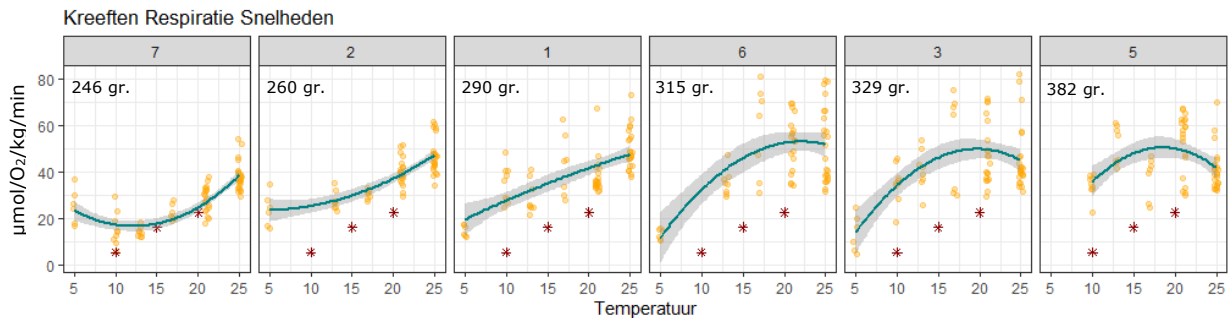 Kreeften Respiratie Snelheden
7 2 1 6 3 5
246 gr. 260 gr. 290 gr. 315 gr. 329 gr. 382 gr.
80
60
40
20
0
µmol/O₂/kg/min
5 10 15 20 25 5 10 15 20 25 5 10 15 20 25 5 10 15 20 25 5 10 15 20 25 5 10 15 20 25
Temperatuur